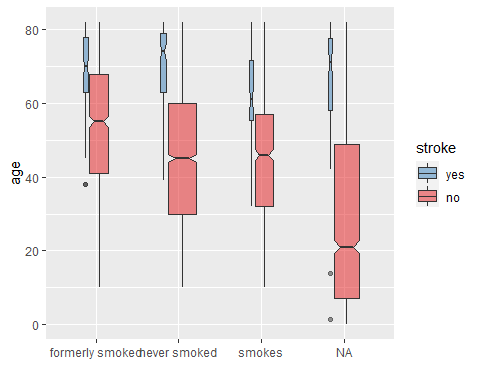 80
60
40
20
0
age
formerly smoked never smoked smokes NA
stroke
yes
no